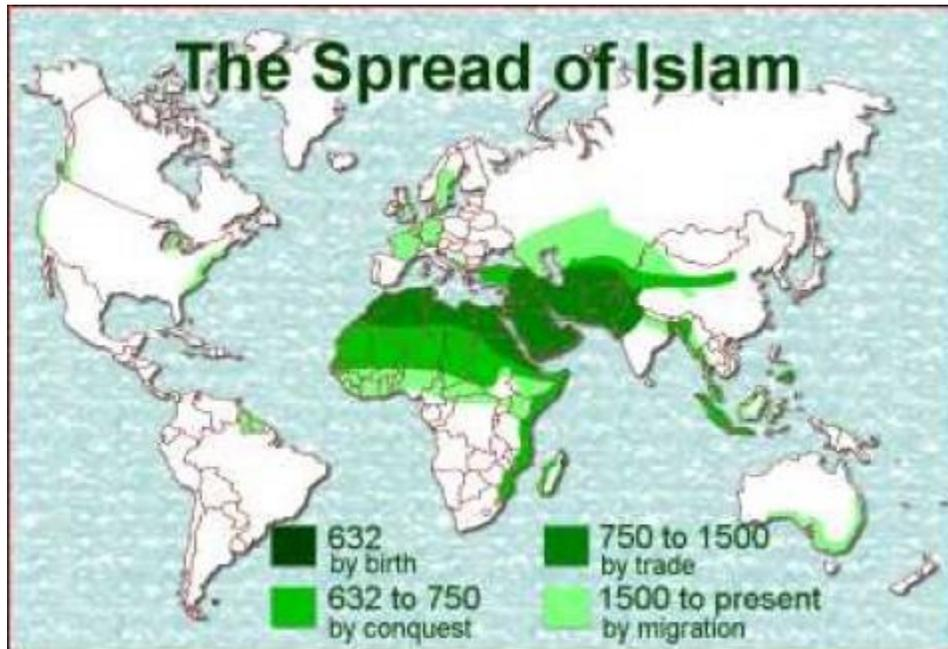 The Spread of Islam
632
by birth
632 to 750
by conquest
750 to 1500
by trade
1500 to present
by migration